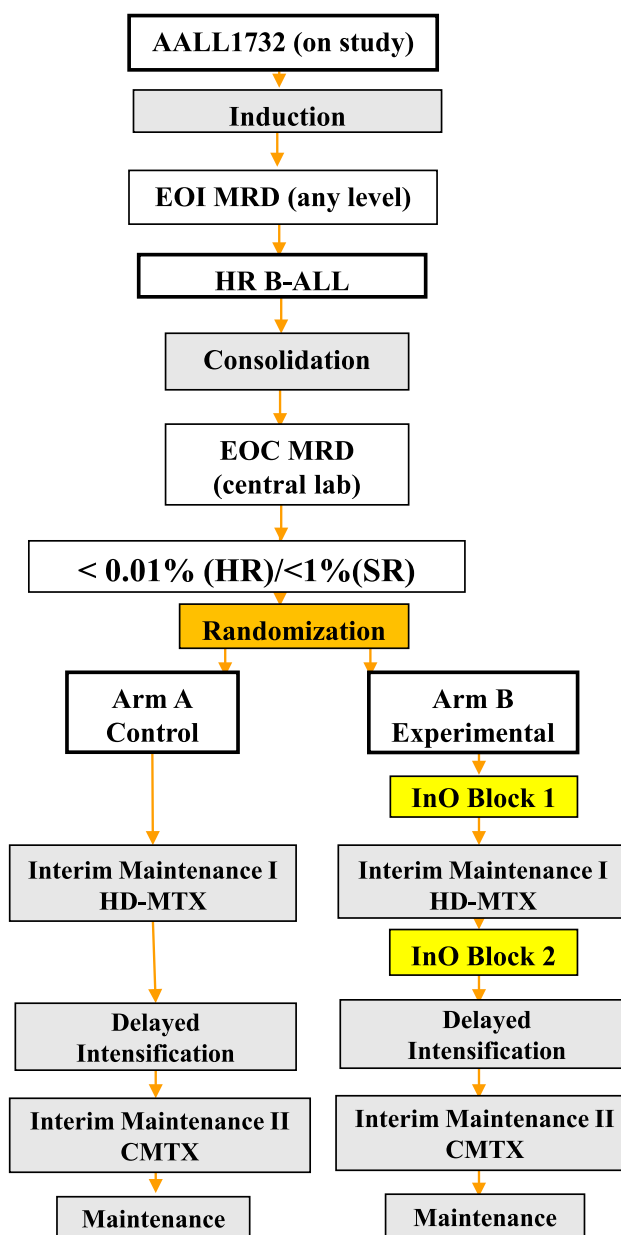 AALL1732 (on study)
Induction
EOI MRD (any level)
HR B-ALL
Consolidation
EOC MRD
(central lab)
< 0.01% (HR)/<1%(SR)
Randomization
Arm A
Control
Arm B
Experimental
InO Block 1
Interim Maintenance I
HD-MTX
Interim Maintenance I
HD-MTX
InO Block 2
Delayed
Intensification
Delayed
Intensification
Interim Maintenance II
CMTX
Interim Maintenance II
CMTX
Maintenance
Maintenance